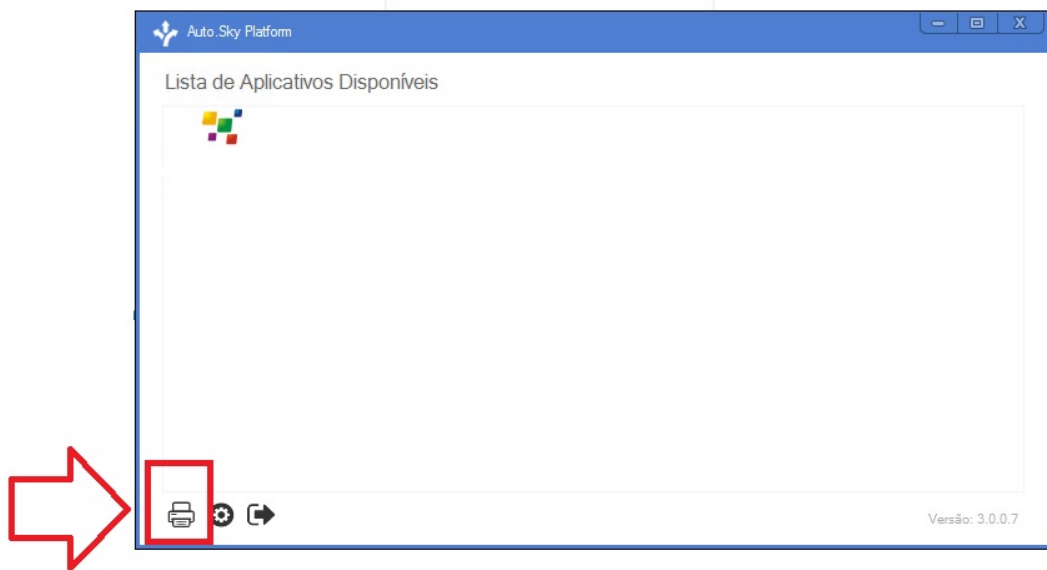 Auto.Sky Platform
Lista de Aplicativos Disponíveis
Versão: 3.0.0.7